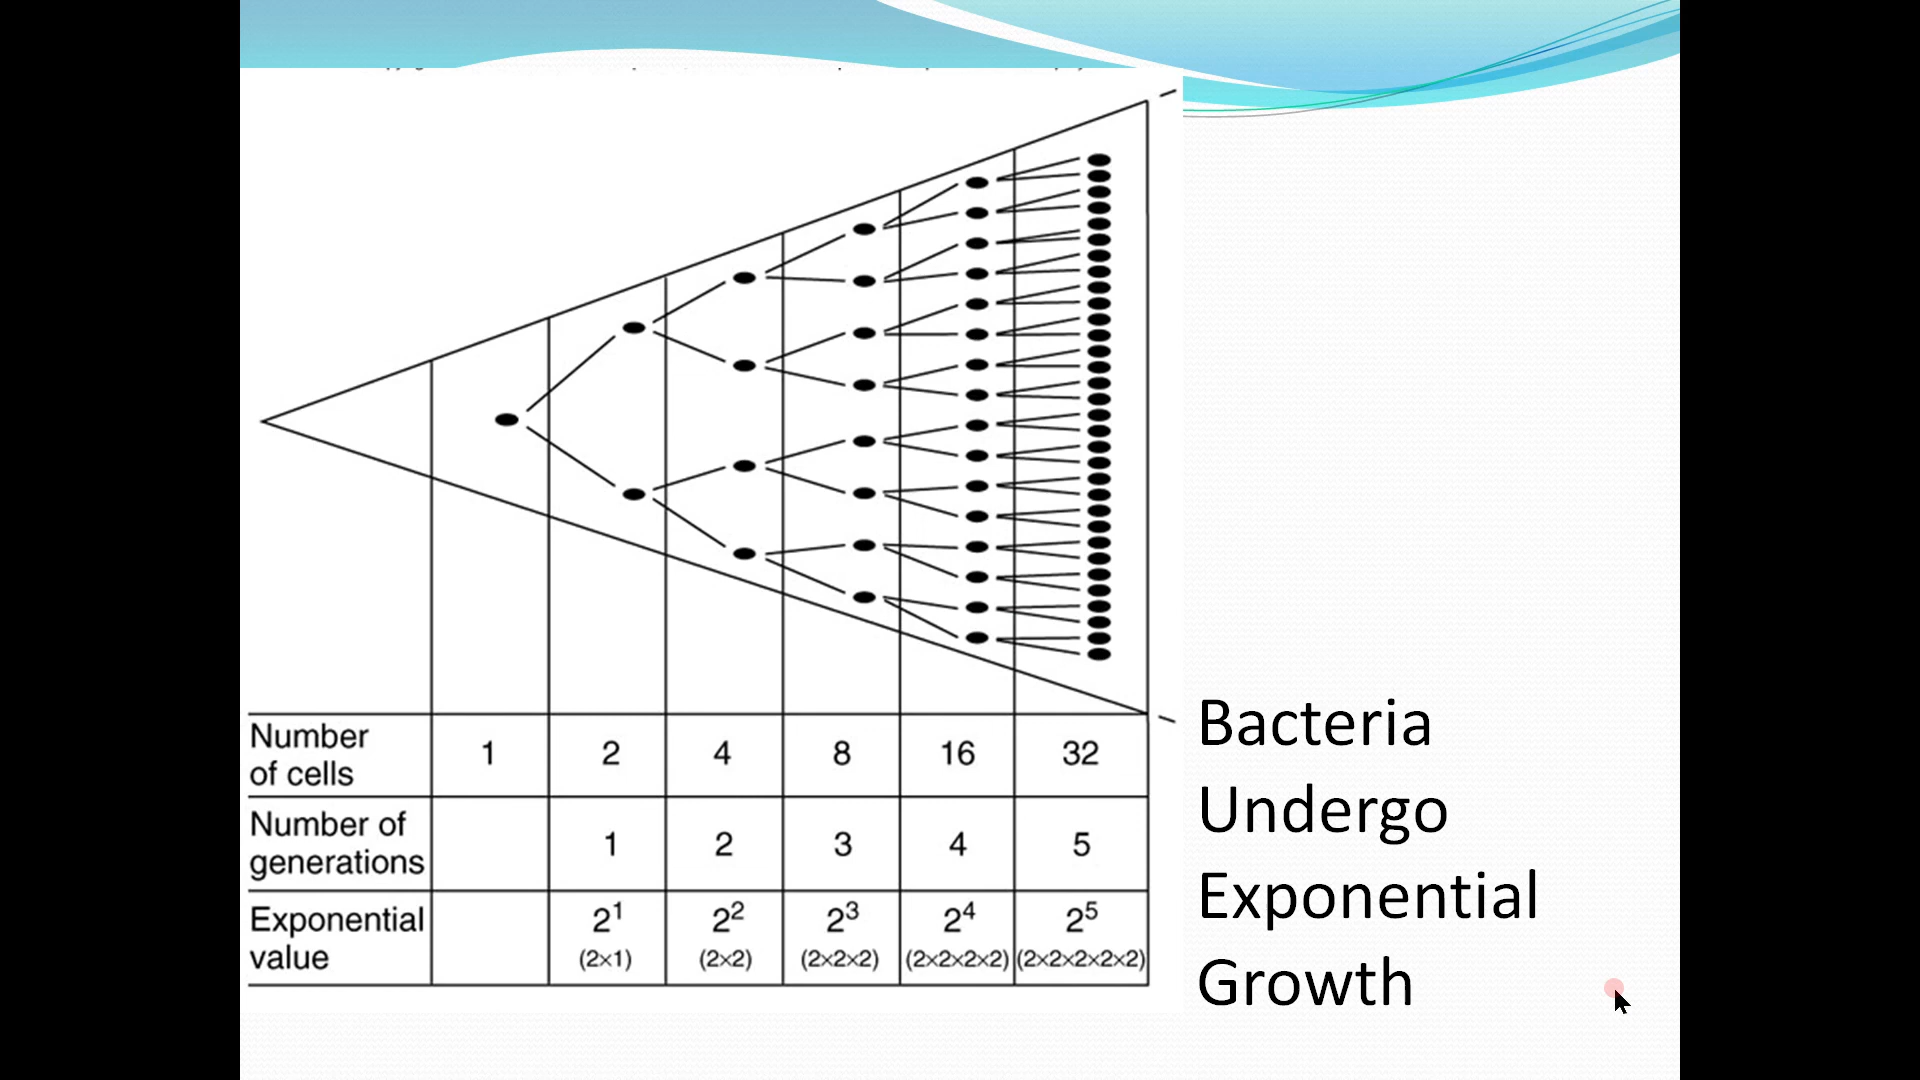 Number
of cells
1
2
4
8
16
32
Number of
generations
1
2
3
4
5
Exponential
value
2¹
2²
2³
2⁴
2⁵
(2×1)
(2×2)
(2×2×2)
(2×2×2×2)
(2×2×2×2×2)
Bacteria
Undergo
Exponential
Growth